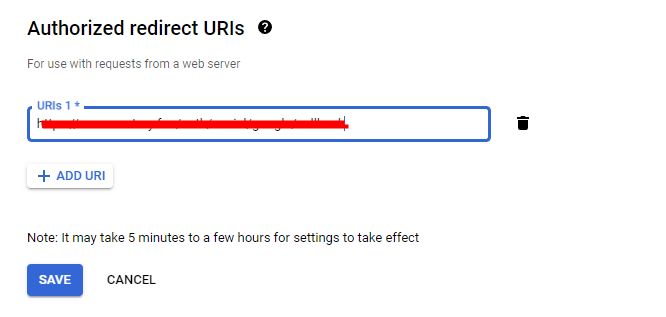 Authorized redirect URIs
For use with requests from a web server
URIs 1 *
ADD URI
Note: It may take 5 minutes to a few hours for settings to take effect
SAVE
CANCEL